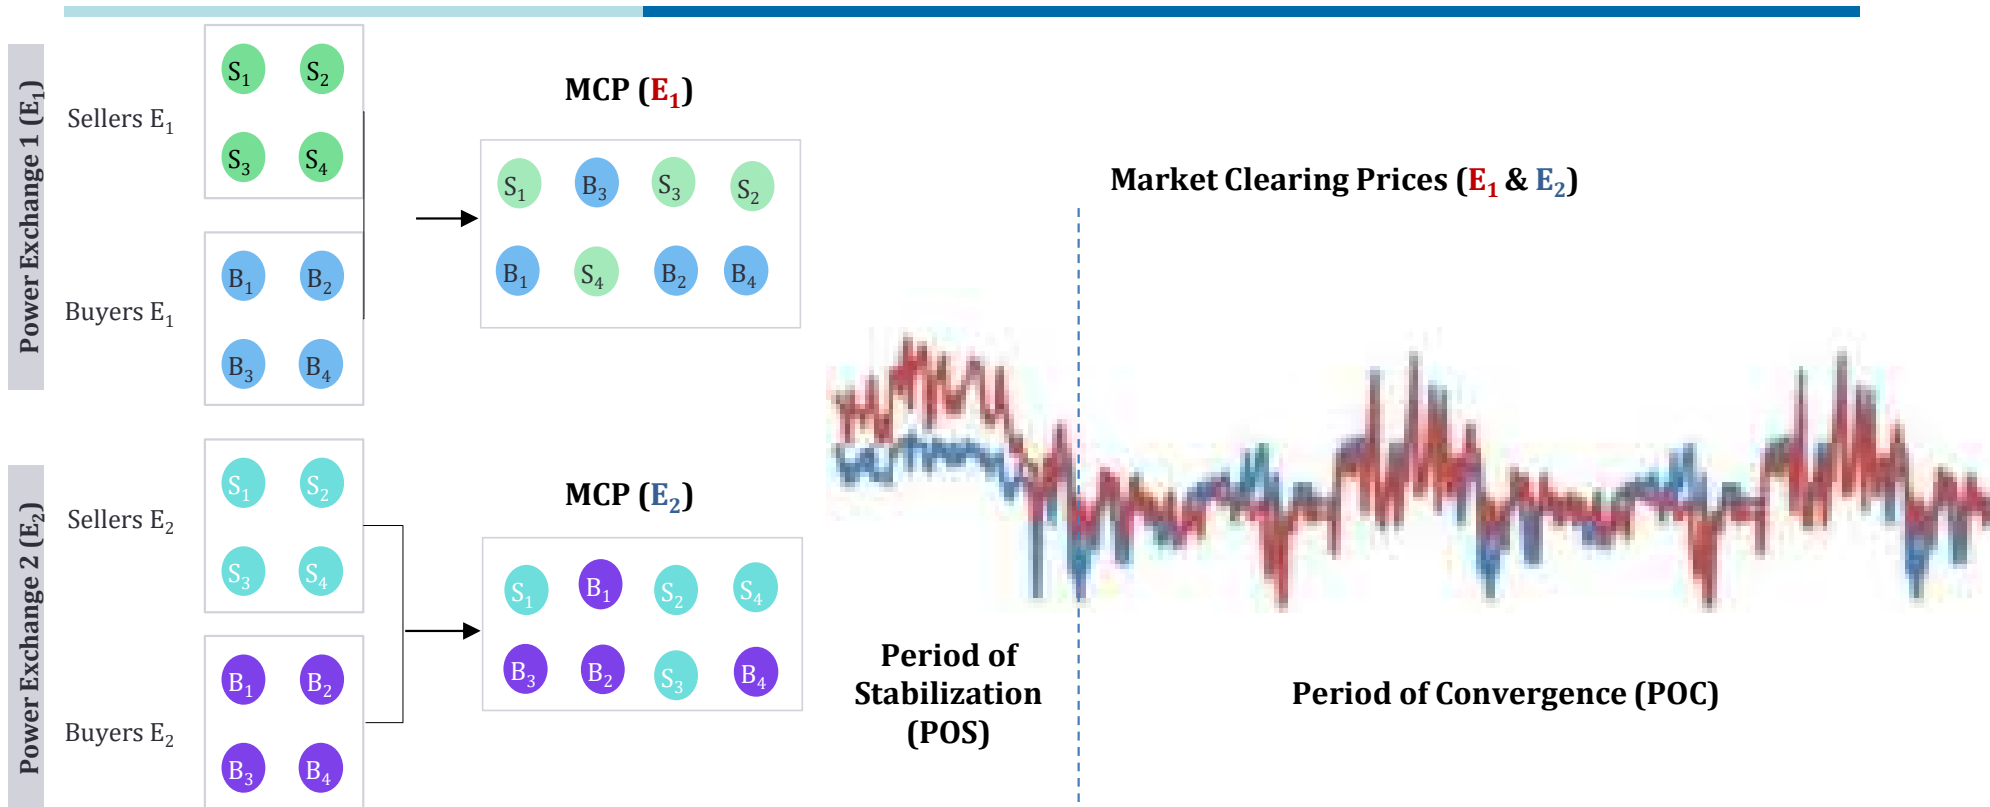 Power Exchange 1 (E₁)
Sellers E₁
S₁ S₂
S₃ S₄
Buyers E₁
B₁ B₂
B₃ B₄
MCP (E₁)
S₁ B₃ S₃ S₂
B₁ S₄ B₂ B₄
Power Exchange 2 (E₂)
Sellers E₂
S₁ S₂
S₃ S₄
Buyers E₂
B₁ B₂
B₃ B₄
MCP (E₂)
S₁ B₁ S₂ S₄
B₃ B₂ S₃ B₄
Market Clearing Prices (E₁ & E₂)
Period of
Stabilization
(POS)
Period of Convergence (POC)